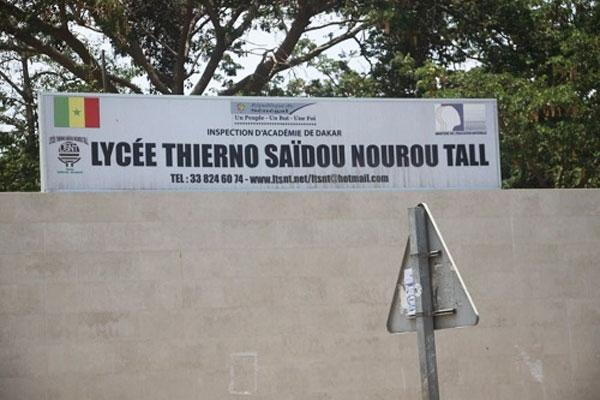 République du
Sénégal
Un Peuple - Un But - Une Foi
INSPECTION D'ACADÉMIE DE DAKAR
LYCÉE THIERNO SAÏDOU NOUROU TALL
LTSNT
TEL : 33 824 60 74 - www.ltsnt.net/ltsnt@hotmail.com